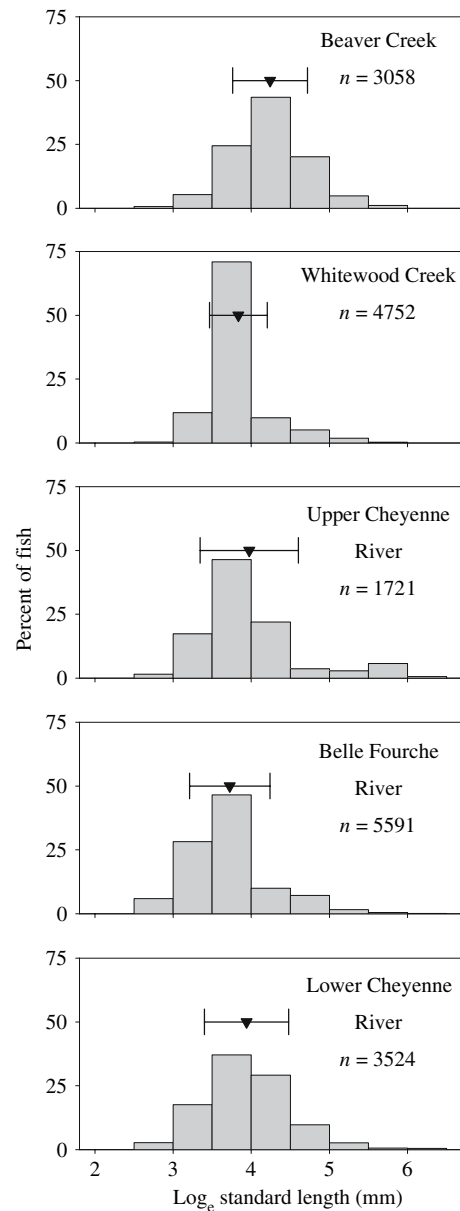 75
50
25
0
Beaver Creek
n = 3058
75
50
25
0
Whitewood Creek
n = 4752
Percent of fish
75
50
25
0
Upper Cheyenne
River
n = 1721
75
50
25
0
Belle Fourche
River
n = 5591
75
50
25
0
Lower Cheyenne
River
n = 3524
2 3 4 5 6
Logₑ standard length (mm)